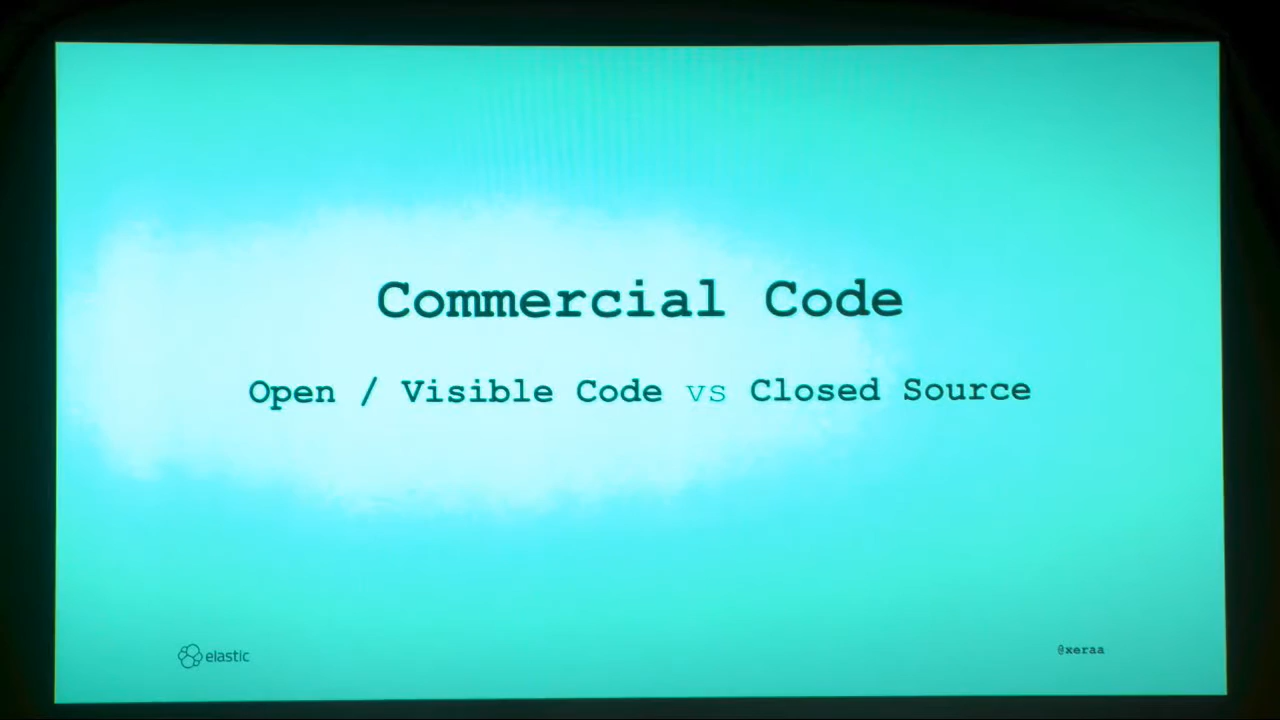 Commercial Code
Open / Visible Code vs Closed Source
elastic
@xeraa